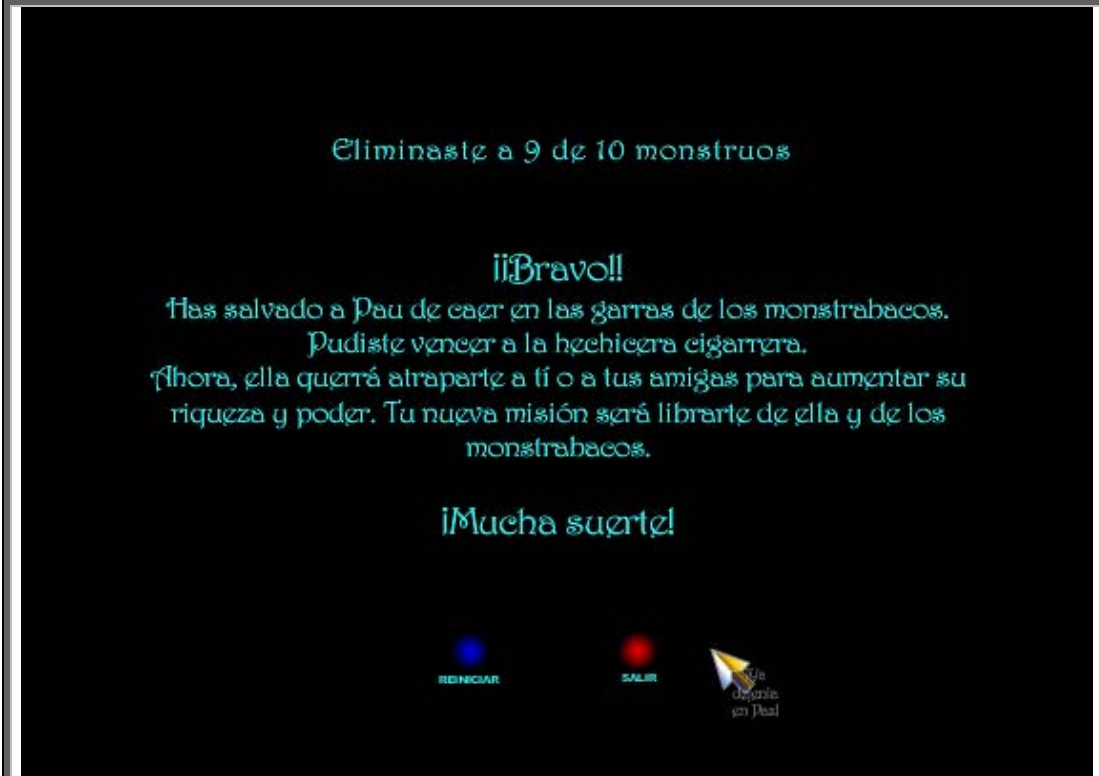 Eliminaste a 9 de 10 monstruos
¡¡Bravo!!
Has salvado a Pau de caer en las garras de los monstrabacos.
Pudiste vencer a la hechicera cigarrera.
Ahora, ella querrá atraparte a tí o a tus amigas para aumentar su
riqueza y poder. Tu nueva misión será librarte de ella y de los
monstrabacos.
¡Mucha suerte!
REINICIAR
SALIR
en Paz!